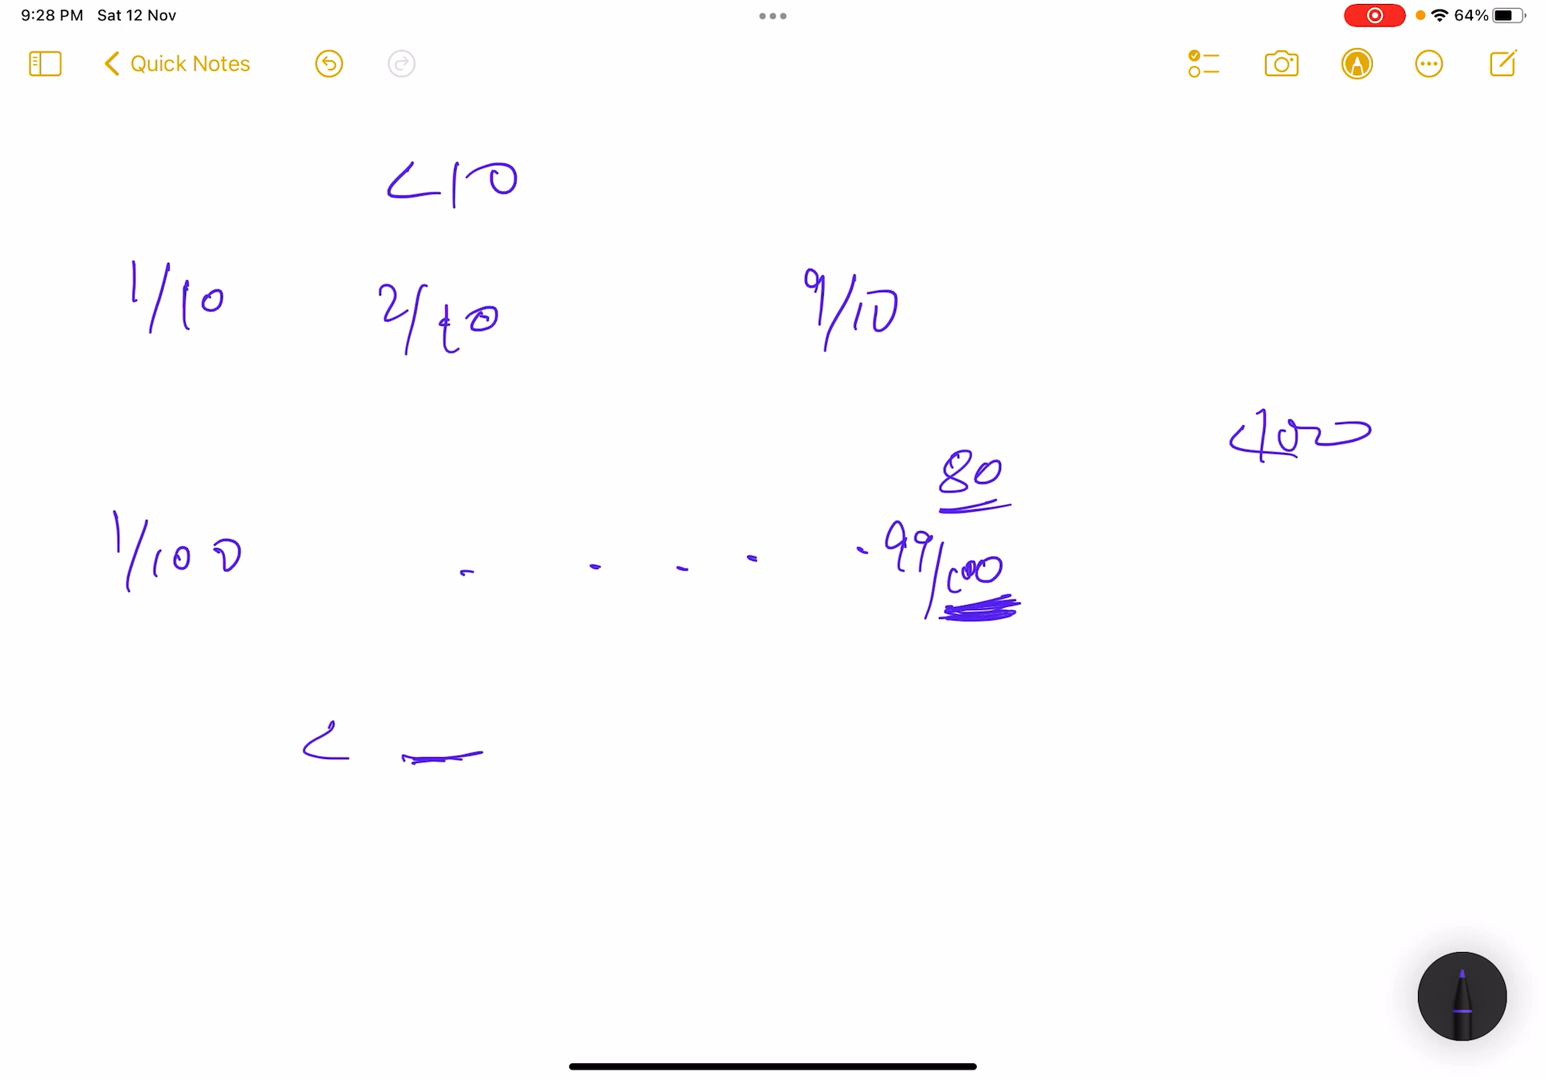 9:28 PM Sat 12 Nov
64%
Quick Notes
<10
1/10 2/10 9/10
<100
80
1/100 . . . . . 99/100
< _